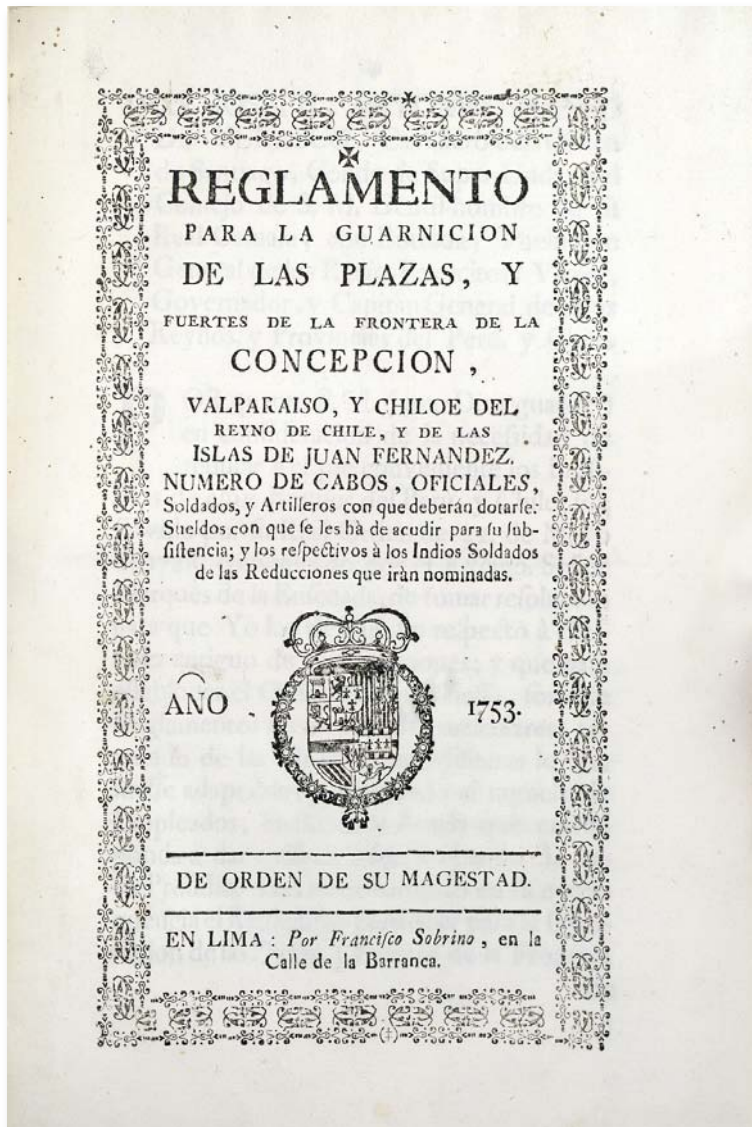 REGLAMENTO
PARA LA GUARNICION
DE LAS PLAZAS, Y
FUERTES DE LA FRONTERA DE LA
CONCEPCION,
VALPARAISO, Y CHILOE DEL
REYNO DE CHILE, Y DE LAS
ISLAS DE JUAN FERNANDEZ.
NUMERO DE CABOS, OFICIALES,
Soldados, y Artilleros con que deberán dotarſe:
Sueldos con que ſe les hà de acudir para ſu ſub-
ſiſtencia; y los reſpectivos à los Indios Soldados
de las Reducciones que iràn nominadas.
AÑO 1753.
DE ORDEN DE SU MAGESTAD.
EN LIMA: Por Franciſco Sobrino, en la
Calle de la Barranca.